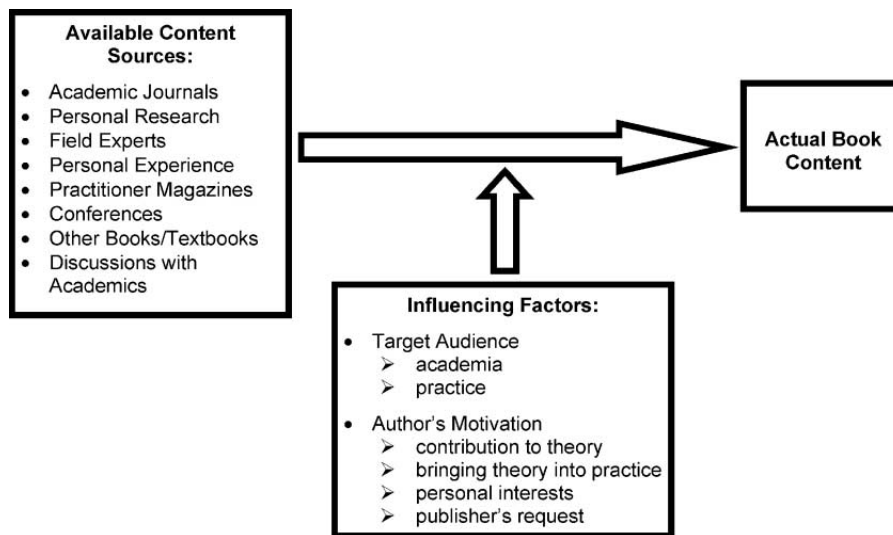 Available Content
Sources:
• Academic Journals
• Personal Research
• Field Experts
• Personal Experience
• Practitioner Magazines
• Conferences
• Other Books/Textbooks
• Discussions with
Academics
Actual Book
Content
Influencing Factors:
• Target Audience
➢ academia
➢ practice
• Author's Motivation
➢ contribution to theory
➢ bringing theory into practice
➢ personal interests
➢ publisher's request